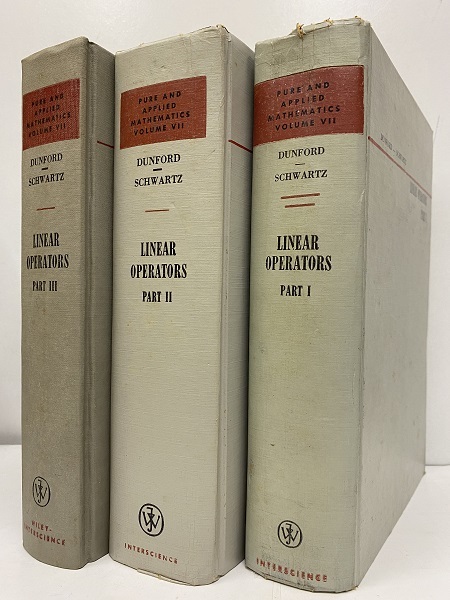 PURE AND
APPLIED
MATHEMATICS
VOLUME VII
DUNFORD
SCHWARTZ
LINEAR
OPERATORS
PART III
WILEY-
INTERSCIENCE
PURE AND
APPLIED
MATHEMATICS
VOLUME VII
DUNFORD
SCHWARTZ
LINEAR
OPERATORS
PART II
INTERSCIENCE
PURE AND
APPLIED
MATHEMATICS
VOLUME VII
DUNFORD
SCHWARTZ
LINEAR
OPERATORS
PART I
INTERSCIENCE